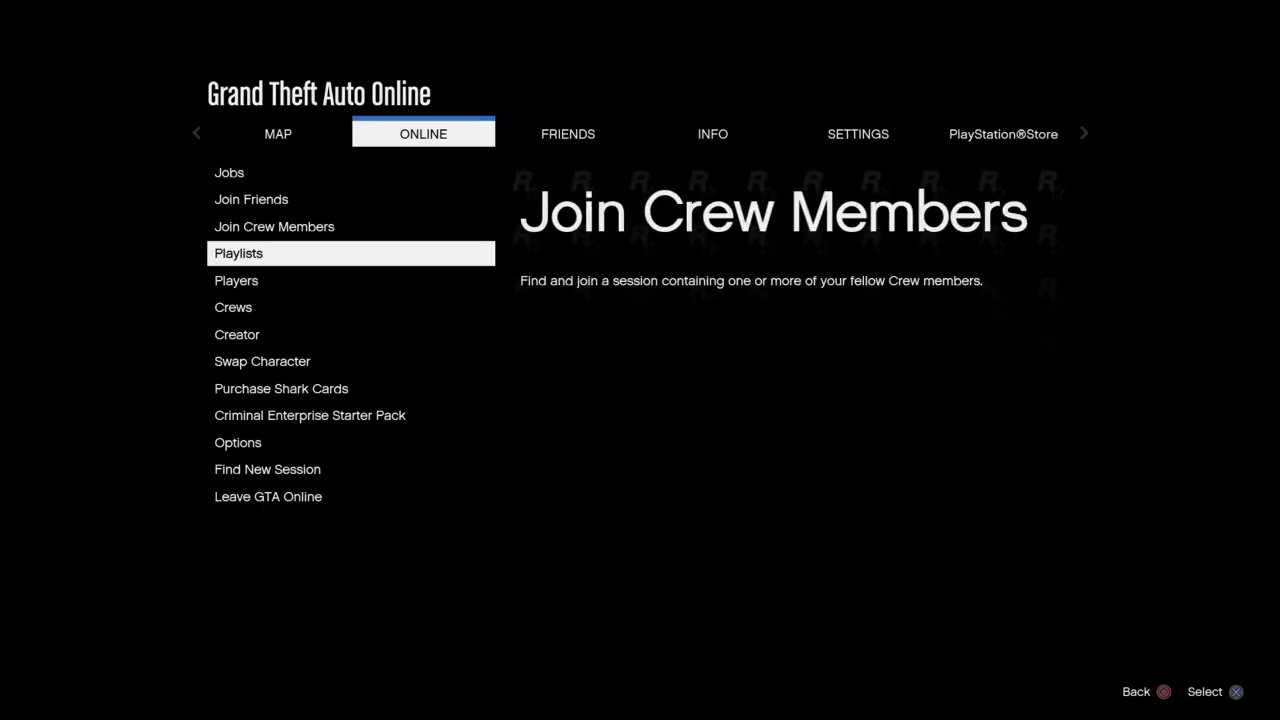 Grand Theft Auto Online
MAP ONLINE FRIENDS INFO SETTINGS PlayStation®Store
Jobs
Join Friends
Join Crew Members
Playlists
Players
Crews
Creator
Swap Character
Purchase Shark Cards
Criminal Enterprise Starter Pack
Options
Find New Session
Leave GTA Online
Join Crew Members
Find and join a session containing one or more of your fellow Crew members.
Back Select